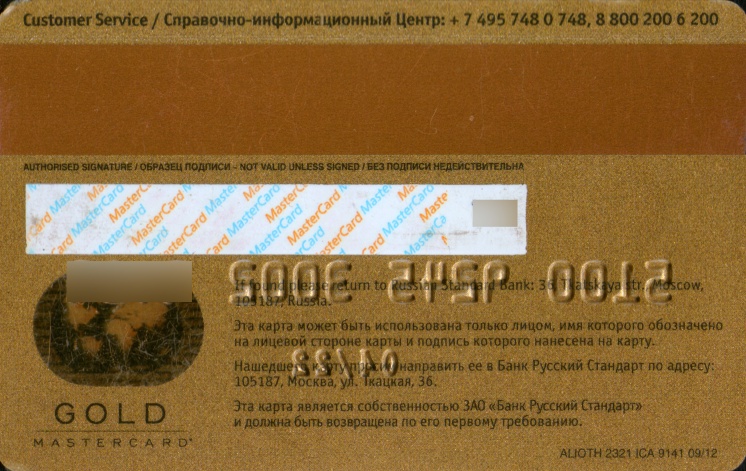 Customer Service / Справочно-информационный Центр: + 7 495 748 0 748, 8 800 200 6 200
AUTHORISED SIGNATURE / ОБРАЗЕЦ ПОДПИСИ – NOT VALID UNLESS SIGNED / БЕЗ ПОДПИСИ НЕДЕЙСТВИТЕЛЬНА
MasterCard MasterCard MasterCard MasterCard
If found please return to Russian Standard Bank: 36 Tkatskaya str., Moscow,
105187, Russia.
Эта карта может быть использована только лицом, имя которого обозначено
на лицевой стороне карты и подпись которого нанесена на карту.
Нашедшего карту просим направить ее в Банк Русский Стандарт по адресу:
105187, Москва, ул. Ткацкая, 36.
Эта карта является собственностью ЗАО «Банк Русский Стандарт»
и должна быть возвращена по его первому требованию.
GOLD
MASTERCARD
ALIOTH 2321 ICA 9141 09/12